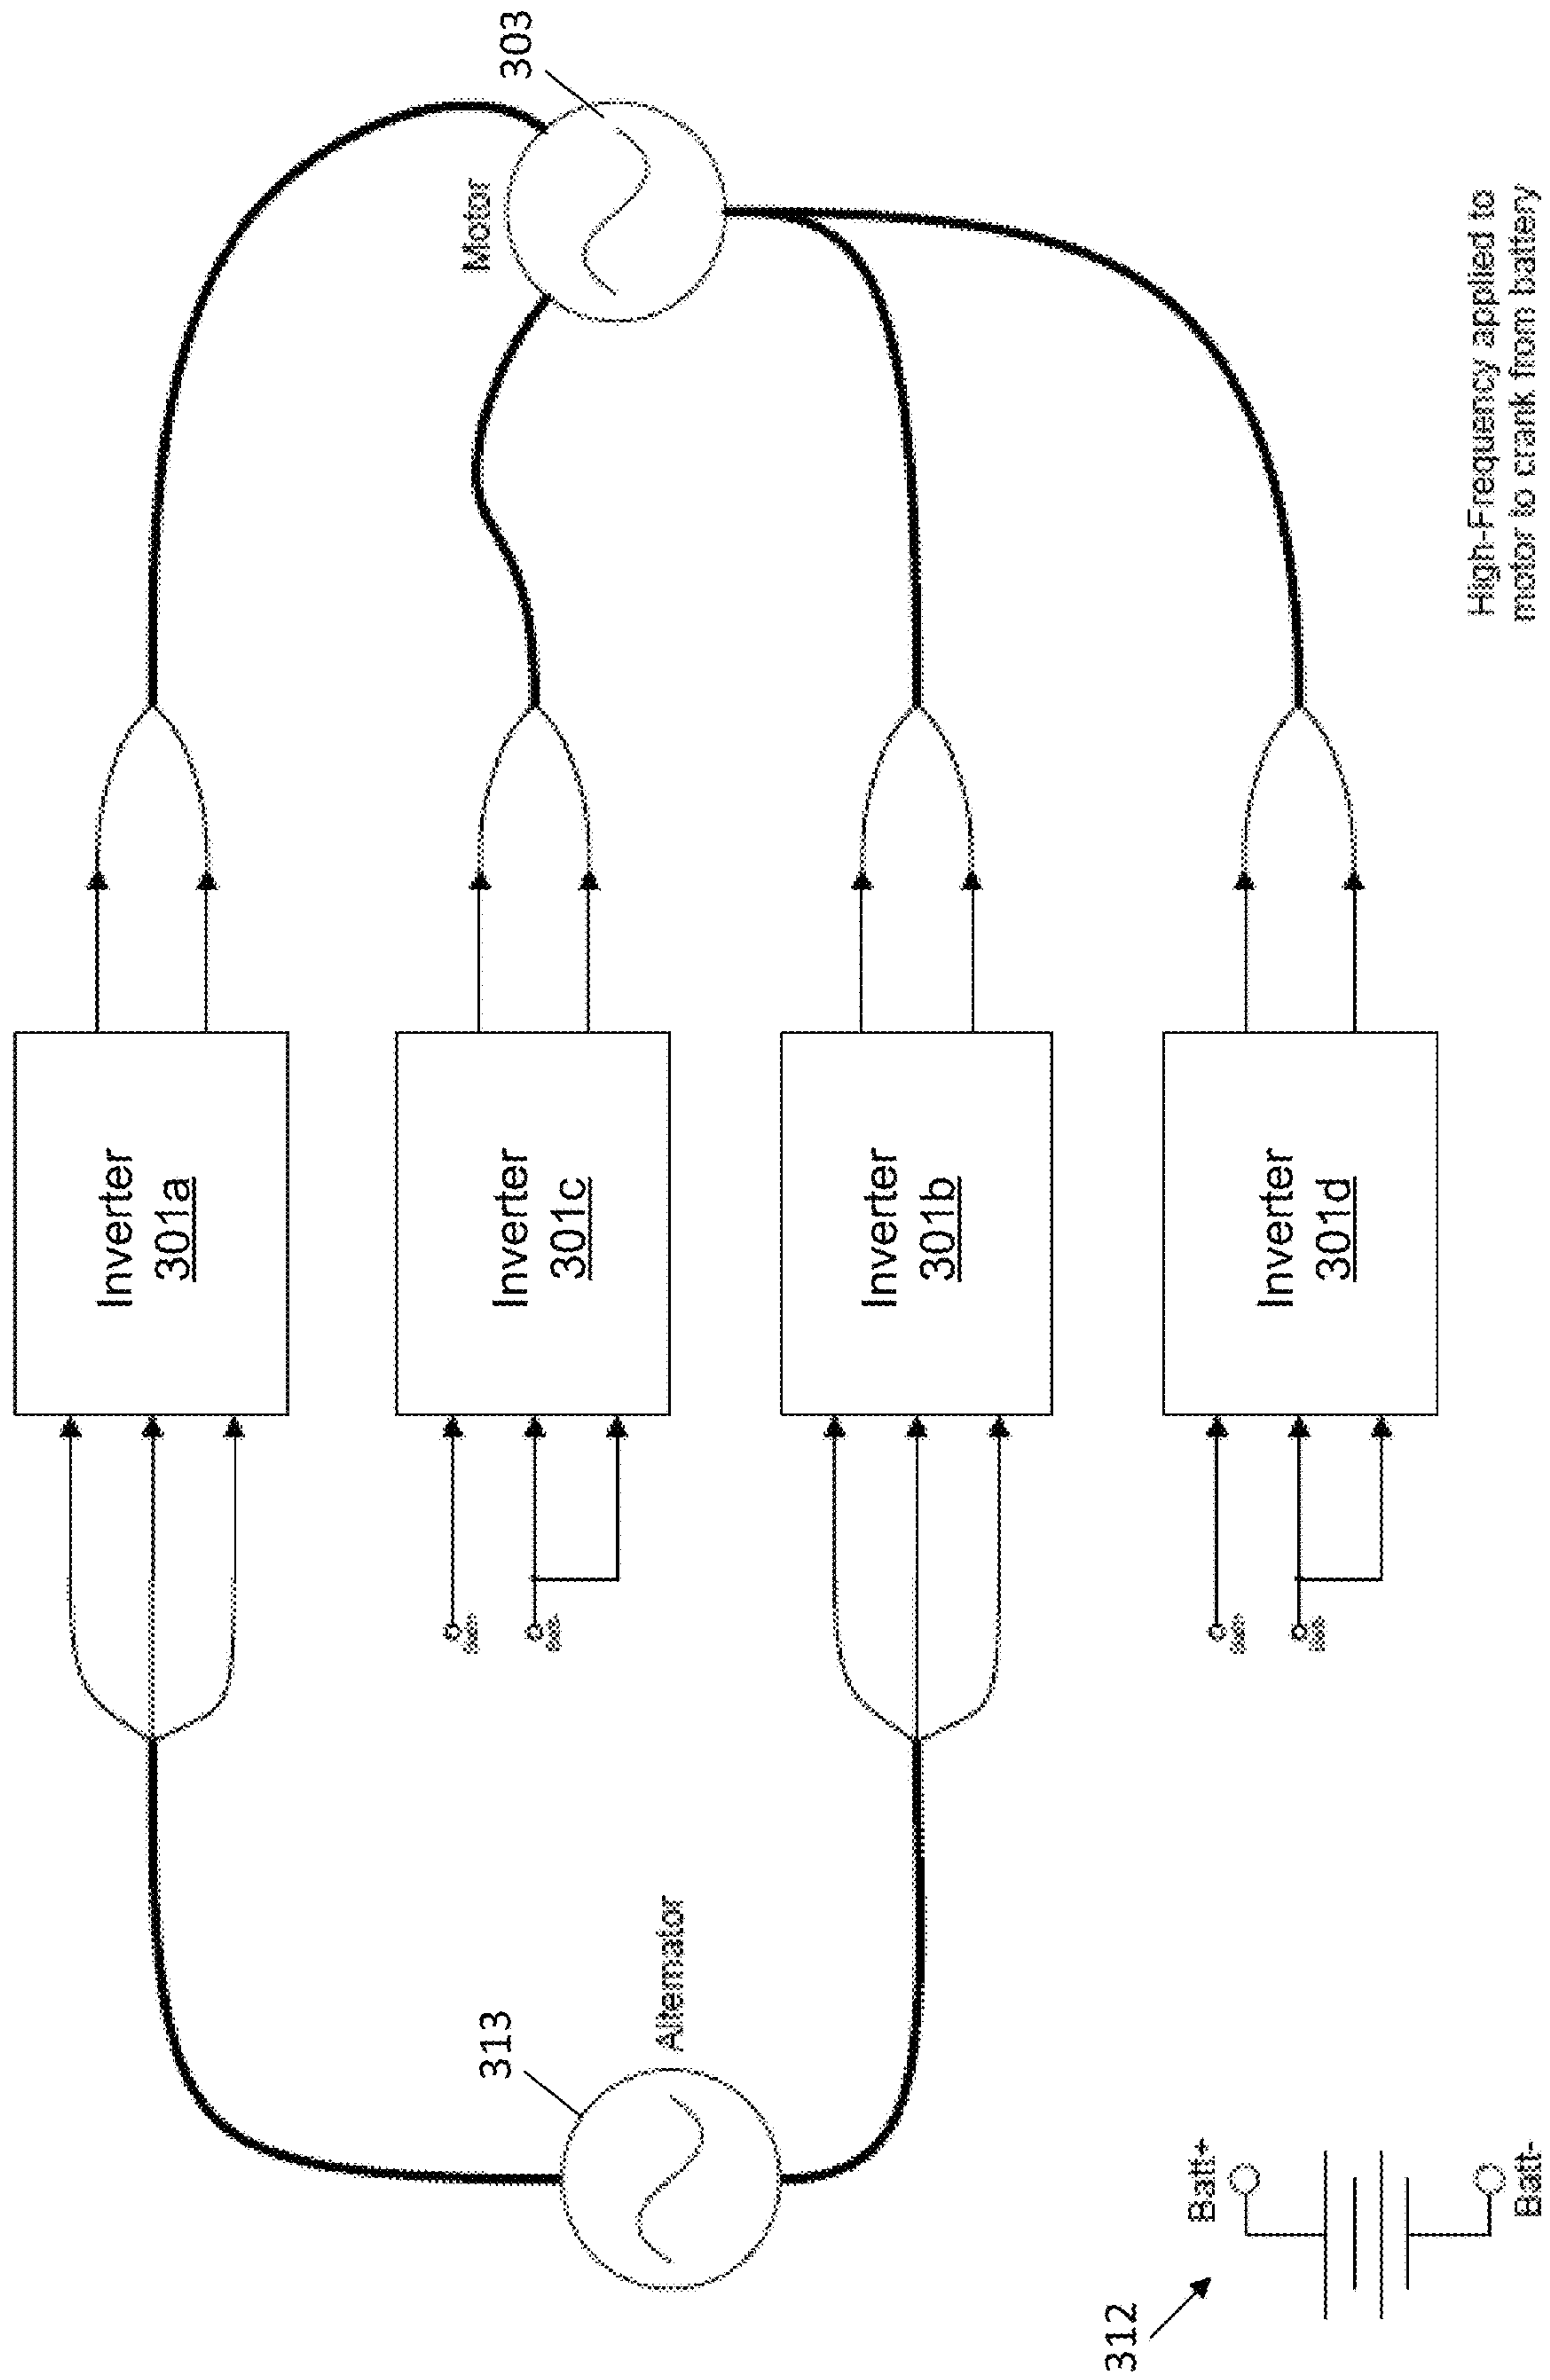 303
Motor
Inverter
301a
Inverter
301c
Inverter
301b
Inverter
301d
313
Alternator
312
Batt+
Batt-
High-Frequency applied to
motor to crank from battery